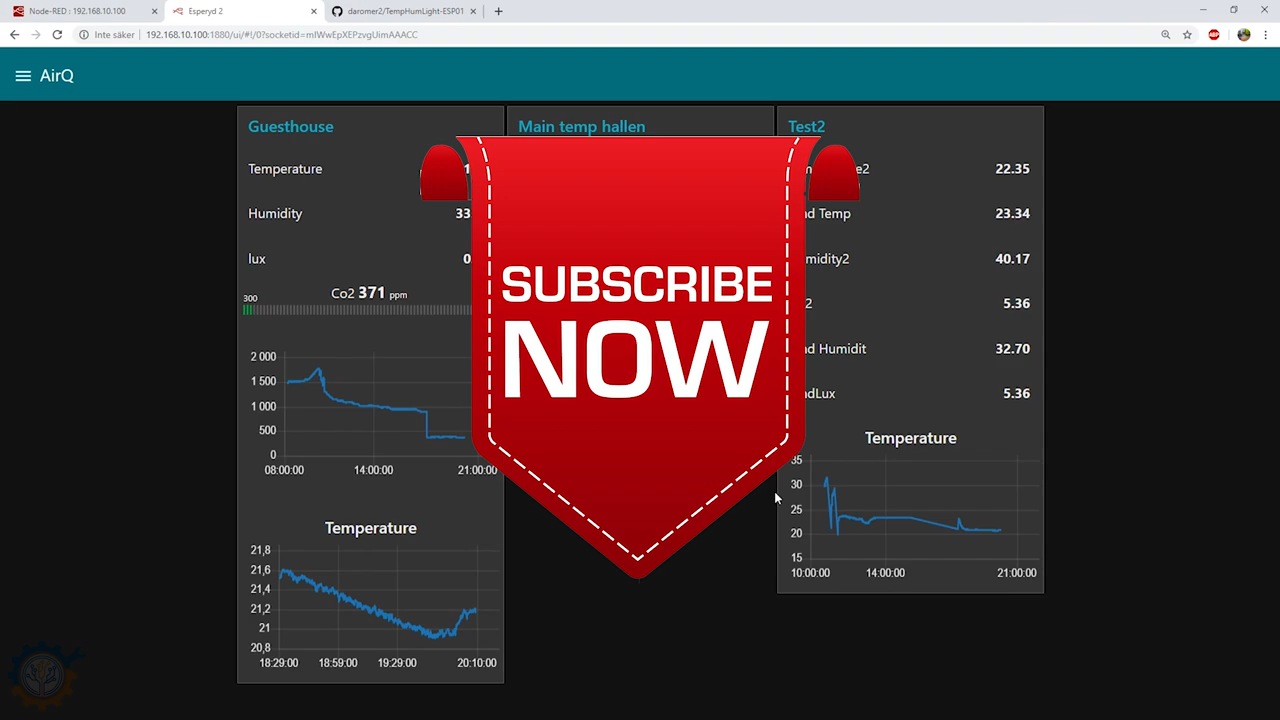 Node-RED : 192.168.10.100
Esperyd 2
daromer2/TempHumLight-ESP01
Inte säker
192.168.10.100:1880/ui/#!/0?socketid=mIWwEpXEPzvgUimAAACC
AirQ
Guesthouse
Temperature
Humidity
33
lux
0
Co2 371 ppm
300
2 000
1 500
1 000
500
0
08:00:00
14:00:00
21:00:00
Temperature
21,8
21,6
21,4
21,2
21
20,8
18:29:00
18:59:00
19:29:00
20:10:00
Main temp hallen
SUBSCRIBE
NOW
Test2
22.35
Temp
23.34
40.17
5.36
Humidit
32.70
5.36
Temperature
35
30
25
20
15
10:00:00
14:00:00
21:00:00